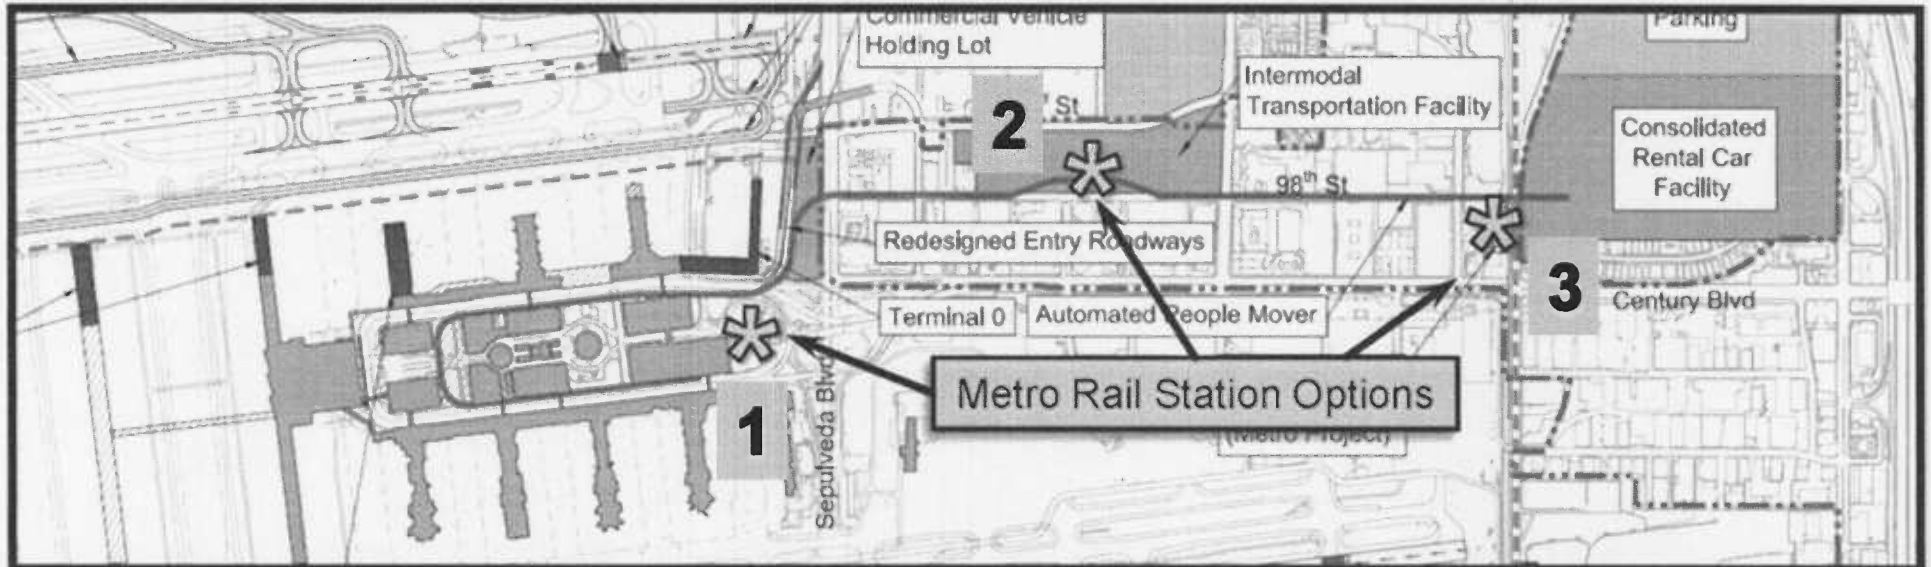 Commercial Vehicle
Holding Lot
Parking
Intermodal
Transportation Facility
2
St
Consolidated
Rental Car
Facility
98th St
Redesigned Entry Roadways
3
Century Blvd
Terminal 0
Automated People Mover
Metro Rail Station Options
1
Sepulveda Blvd
(Metro Project)